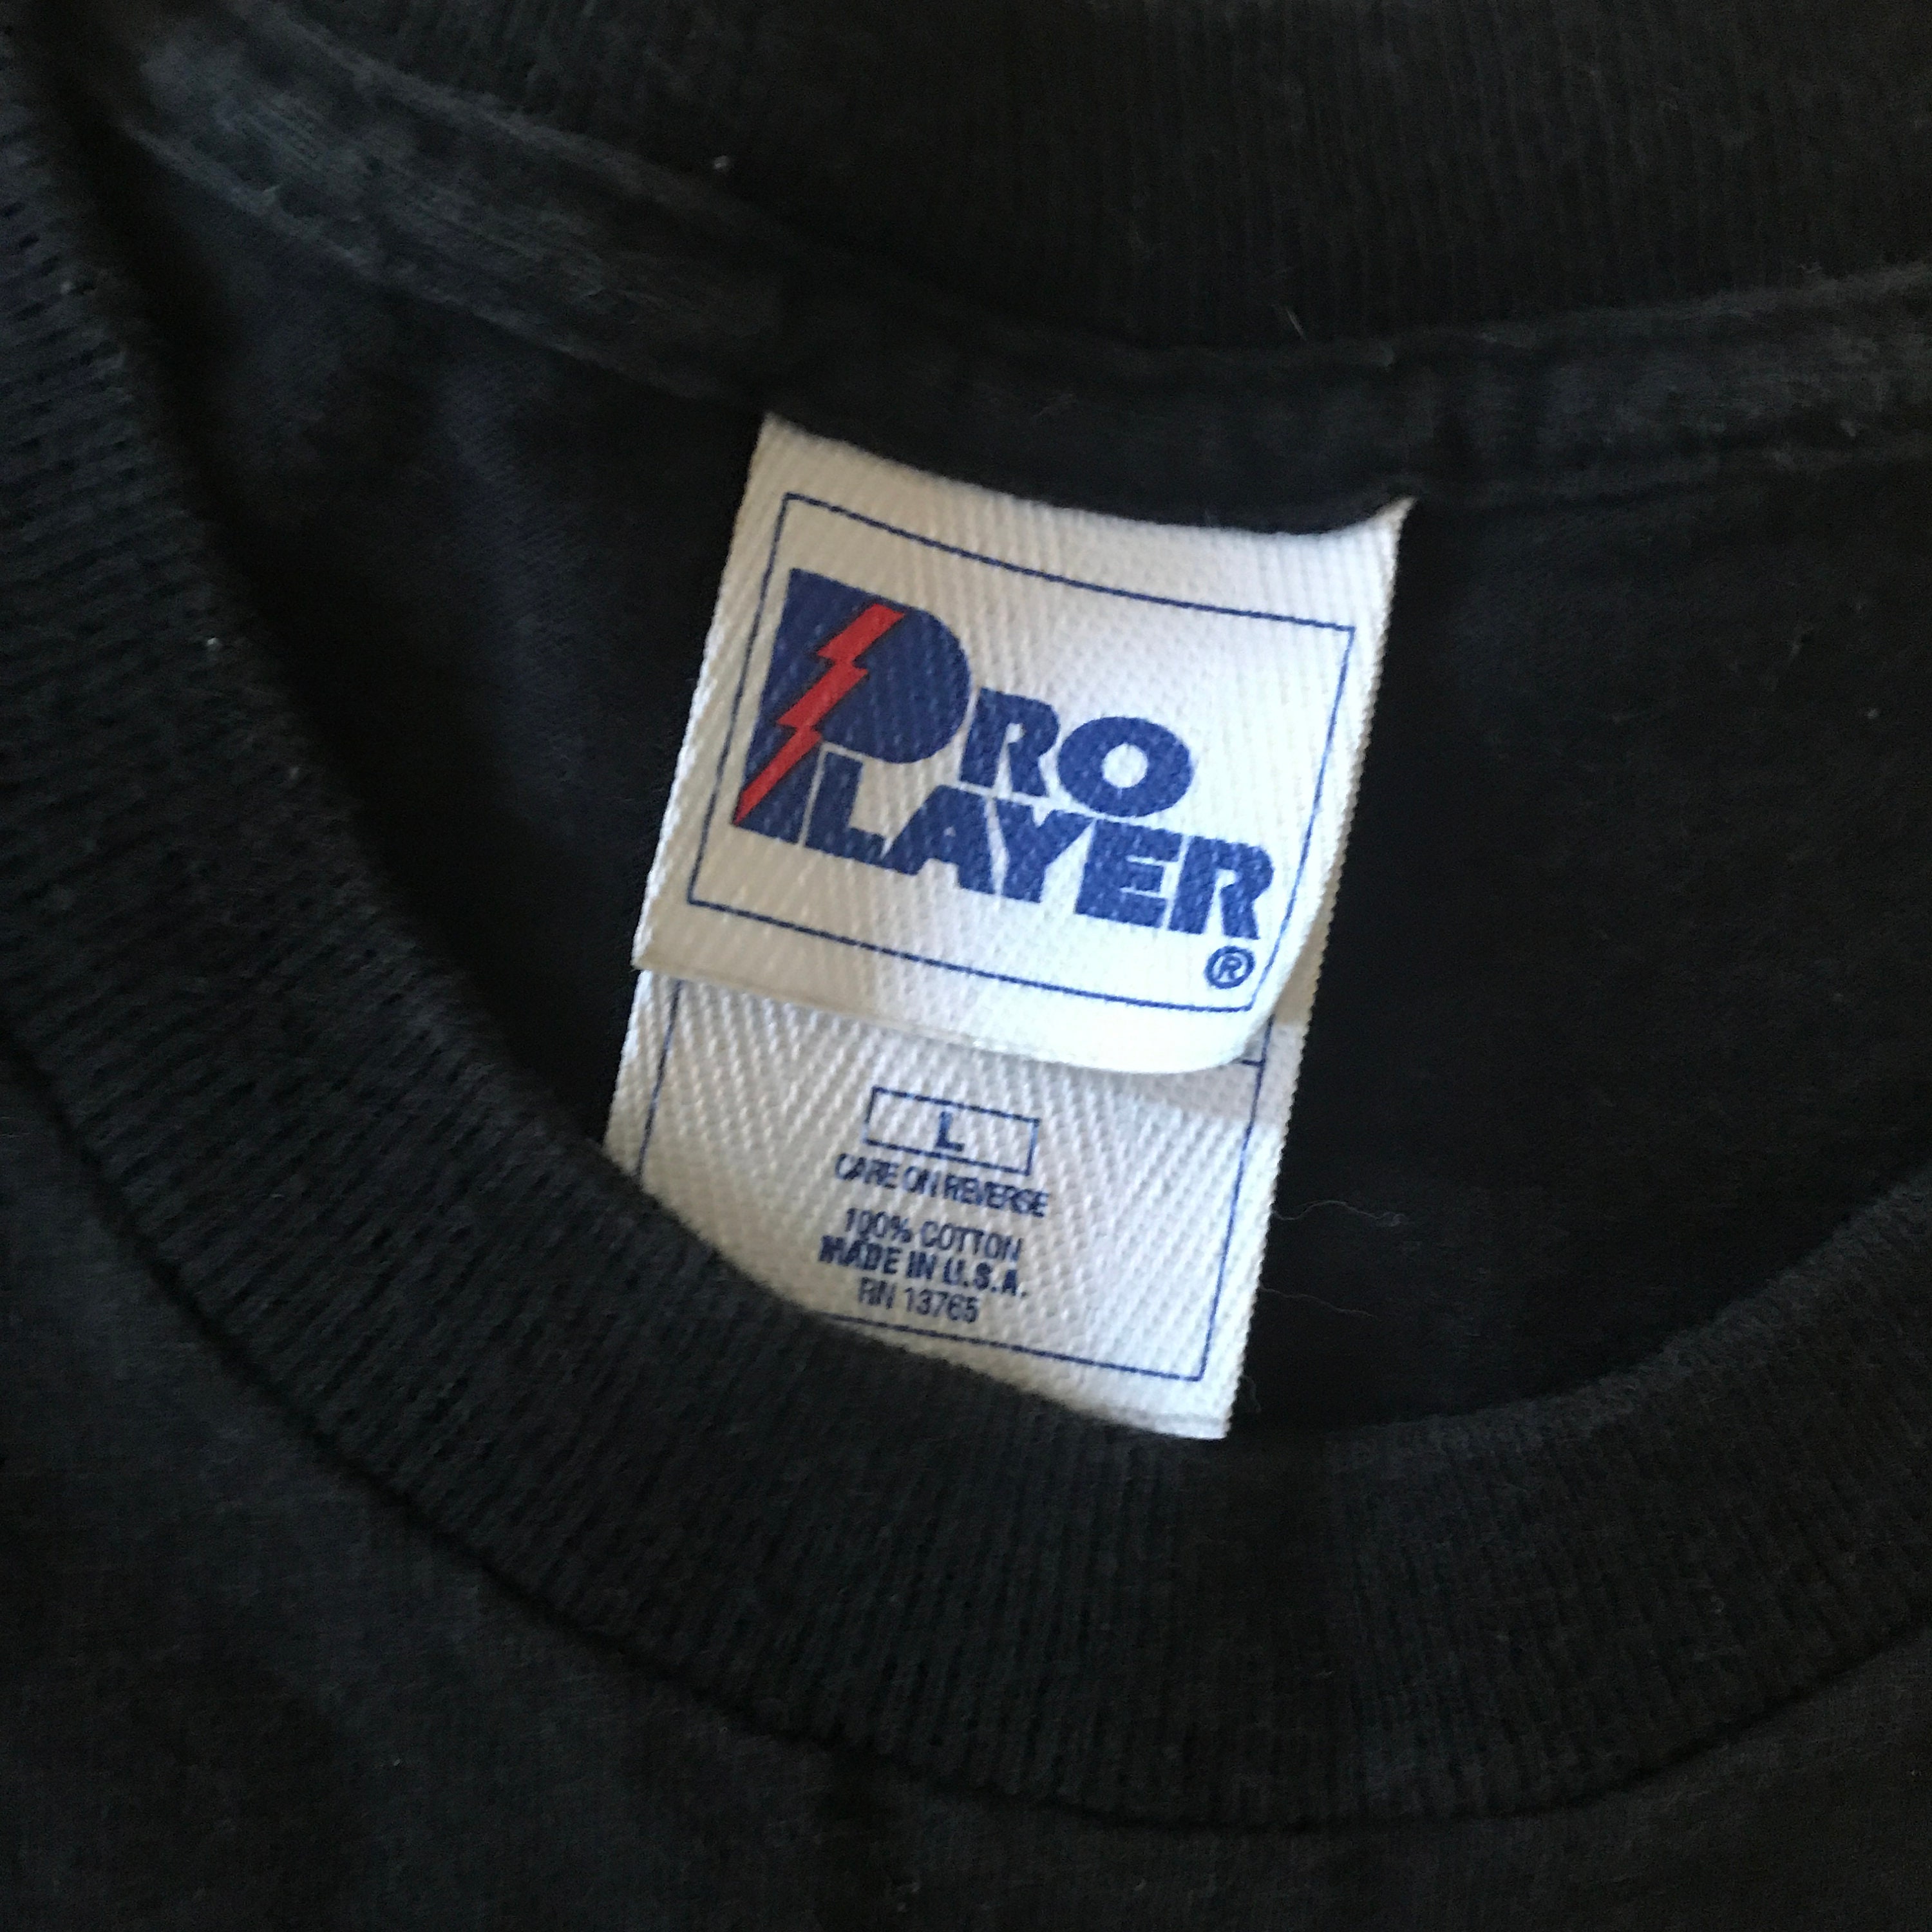 PRO
PLAYER
®
L
CARE ON REVERSE
100% COTTON
MADE IN U.S.A.
RN 13765